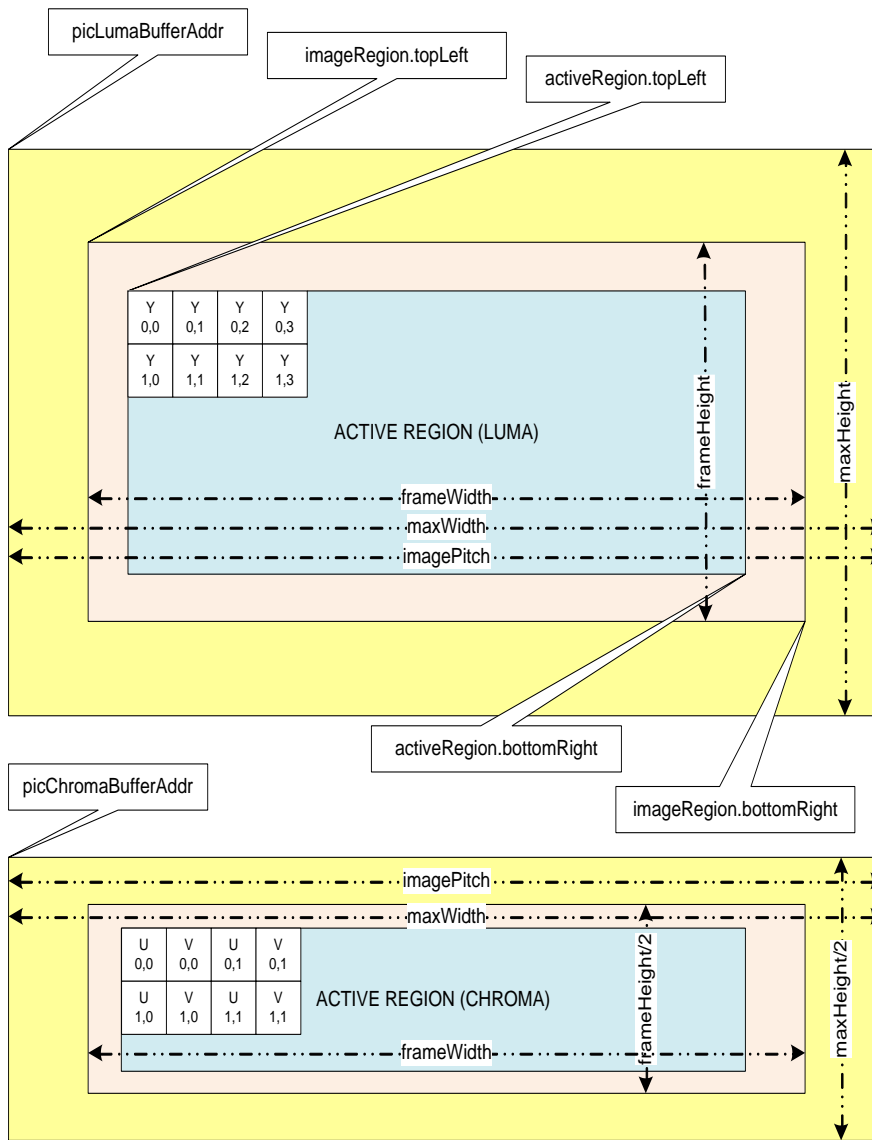 picLumaBufferAddr
imageRegion.topLeft
activeRegion.topLeft
Y Y Y Y
0,0 0,1 0,2 0,3
Y Y Y Y
1,0 1,1 1,2 1,3
ACTIVE REGION (LUMA)
frameHeight
maxHeight
frameWidth
maxWidth
imagePitch
activeRegion.bottomRight
picChromaBufferAddr
imageRegion.bottomRight
imagePitch
maxWidth
U V U V
0,0 0,0 0,1 0,1
U V U V
1,0 1,0 1,1 1,1
ACTIVE REGION (CHROMA)
frameHeight/2
maxHeight/2
frameWidth